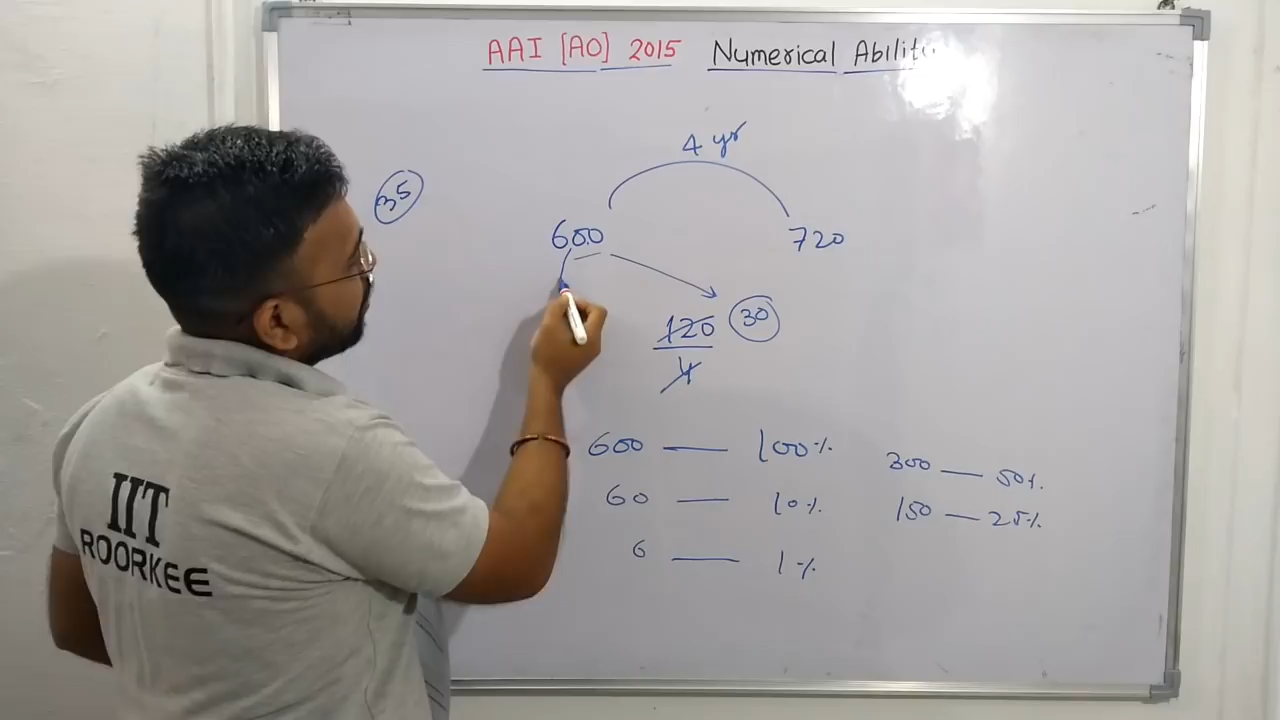 AAI [AO] 2015 Numerical Ability
4 yr
35
600 720
120 30
4
600 — 100%
300 — 50%
60 — 10%
150 — 25%
6 — 1%
IIT
ROORKEE